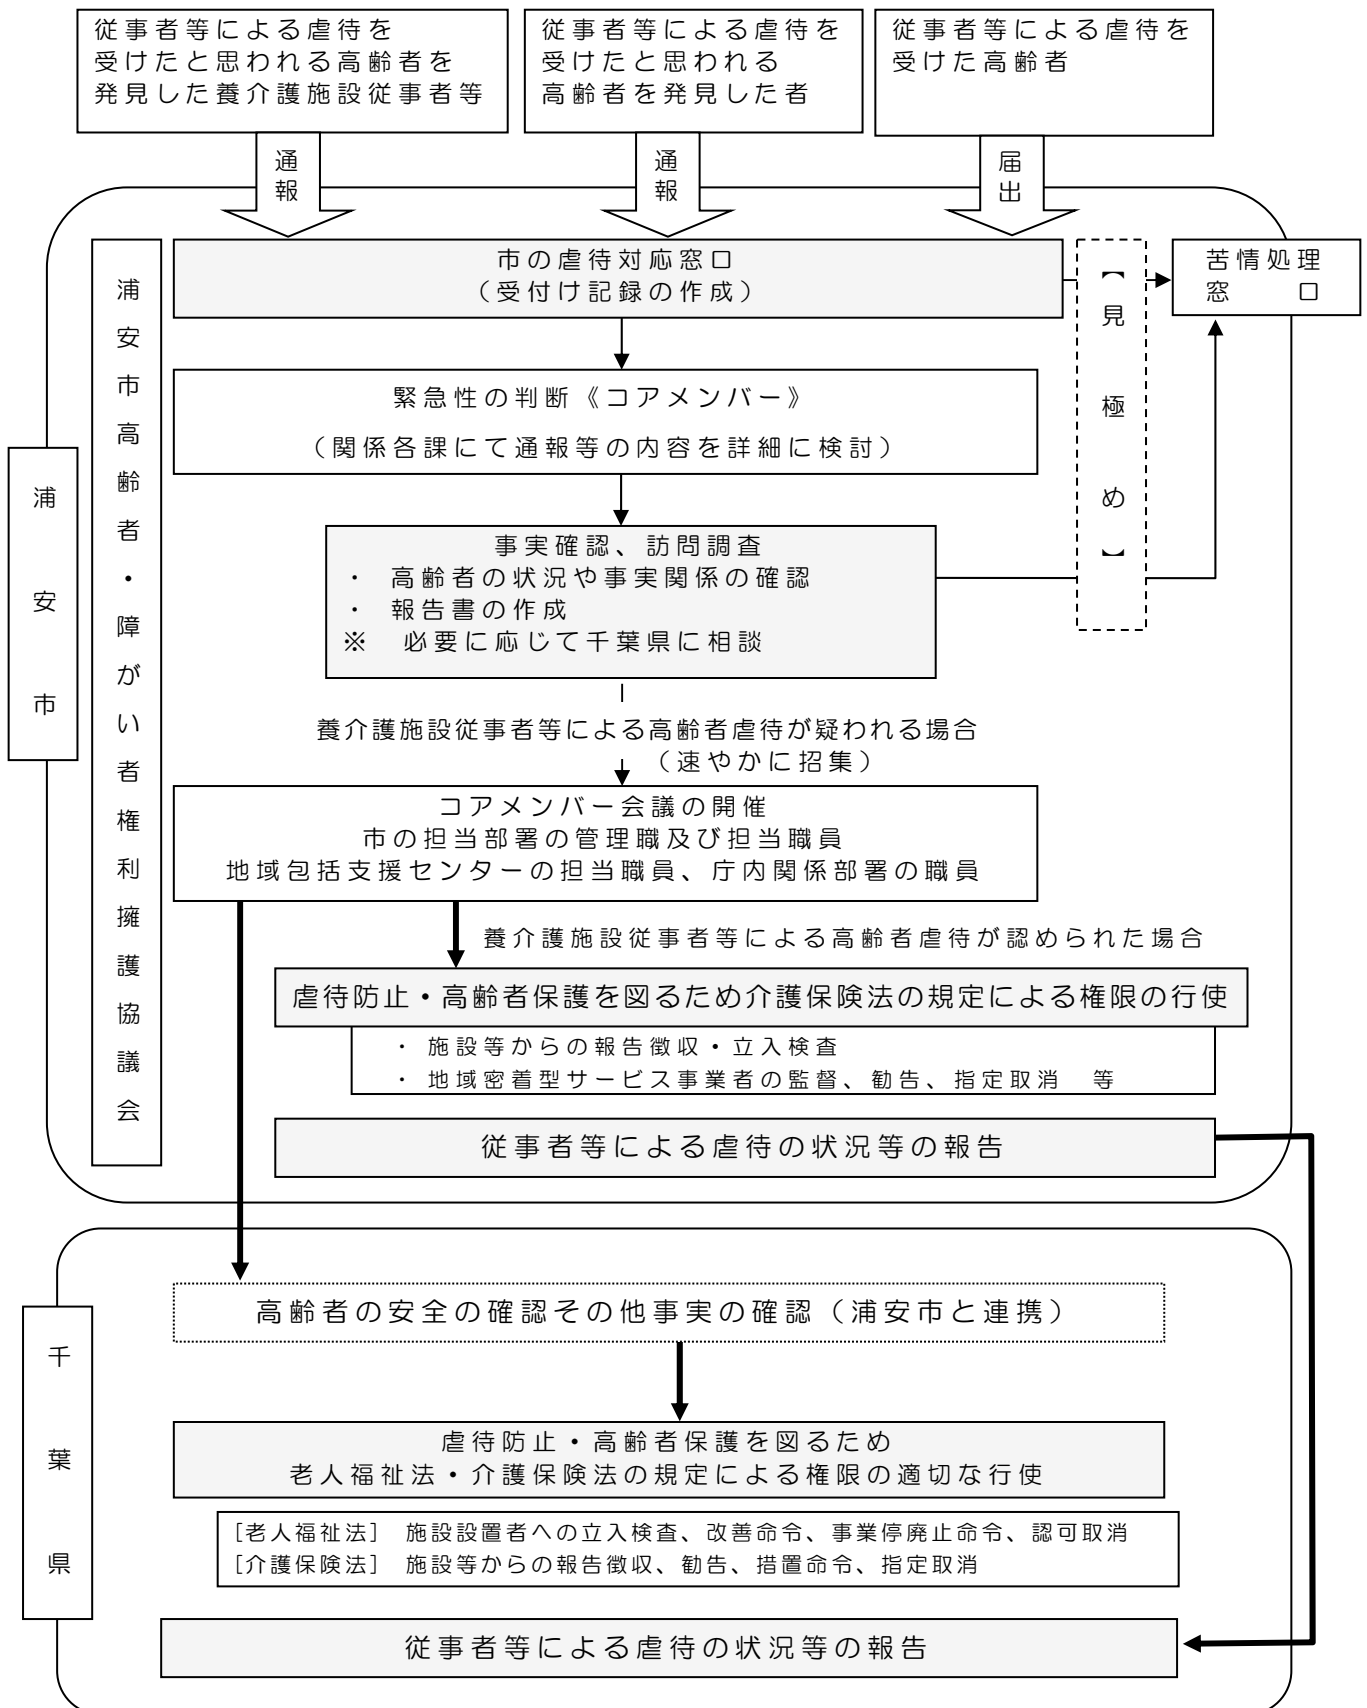 従事者等による虐待を
受けたと思われる高齢者を
発見した養介護施設従事者等
従事者等による虐待を
受けたと思われる
高齢者を発見した者
従事者等による虐待を
受けた高齢者
通報
通報
届出
浦安市
浦安市高齢者・障がい者権利擁護協議会
市の虐待対応窓口
（受付け記録の作成）
【見極め】
苦情処理
窓　　口
緊急性の判断《コアメンバー》
（関係各課にて通報等の内容を詳細に検討）
事実確認、訪問調査
・　高齢者の状況や事実関係の確認
・　報告書の作成
※　必要に応じて千葉県に相談
養介護施設従事者等による高齢者虐待が疑われる場合
（速やかに招集）
コアメンバー会議の開催
市の担当部署の管理職及び担当職員
地域包括支援センターの担当職員、庁内関係部署の職員
養介護施設従事者等による高齢者虐待が認められた場合
虐待防止・高齢者保護を図るため介護保険法の規定による権限の行使
・ 施設等からの報告徴収・立入検査
・ 地域密着型サービス事業者の監督、勧告、指定取消　等
従事者等による虐待の状況等の報告
千葉県
高齢者の安全の確認その他事実の確認（浦安市と連携）
虐待防止・高齢者保護を図るため
老人福祉法・介護保険法の規定による権限の適切な行使
［老人福祉法］ 施設設置者への立入検査、改善命令、事業停廃止命令、認可取消
［介護保険法］ 施設等からの報告徴収、勧告、措置命令、指定取消
従事者等による虐待の状況等の報告